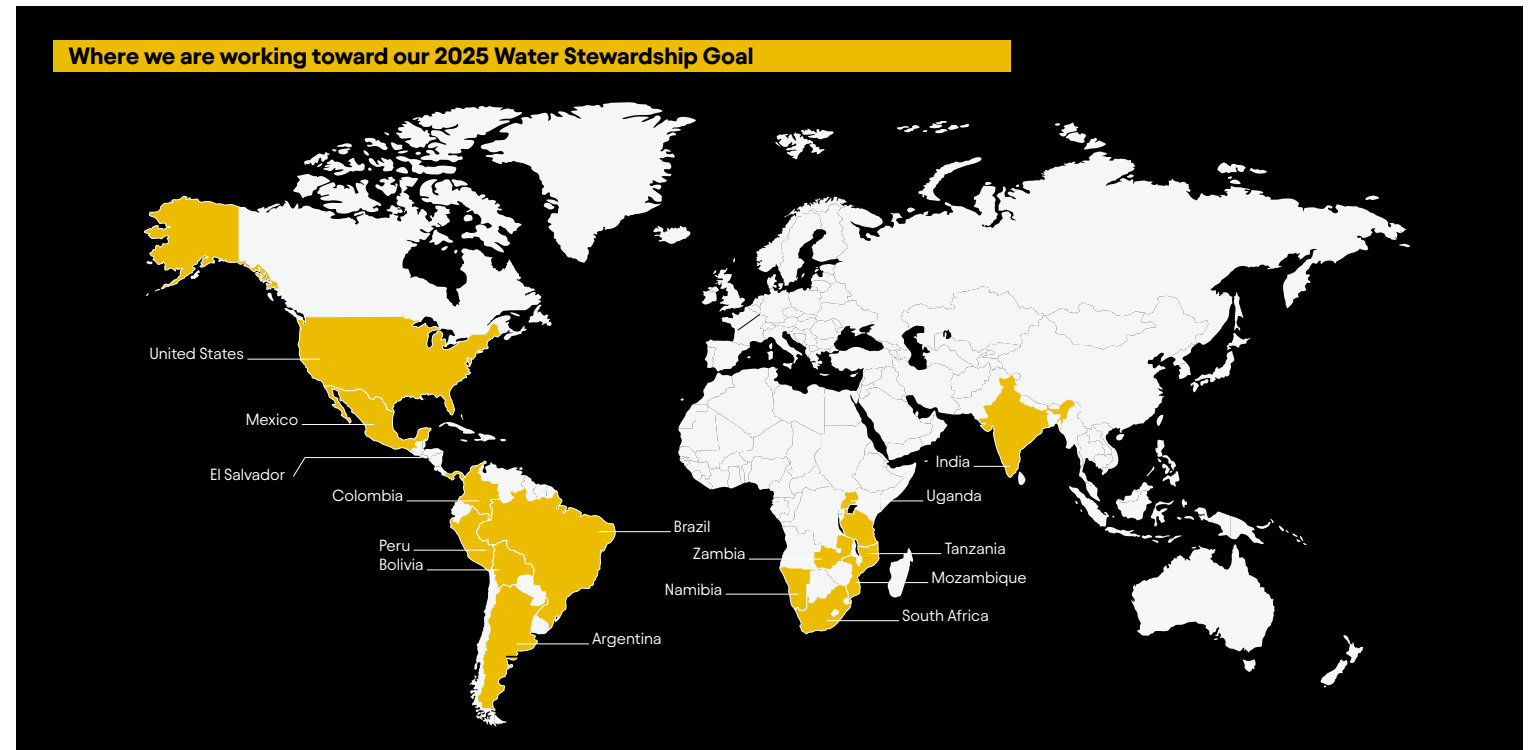 Where we are working toward our 2025 Water Stewardship Goal
United States
Mexico
El Salvador
Colombia
Peru
Bolivia
Brazil
Argentina
India
Uganda
Zambia
Tanzania
Mozambique
Namibia
South Africa